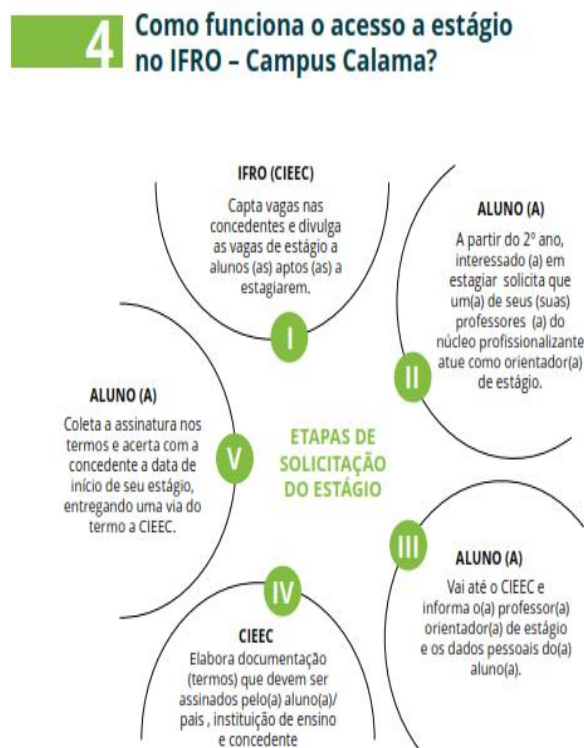 4
Como funciona o acesso a estágio
no IFRO – Campus Calama?
IFRO (CIEEC)
Capta vagas nas
concedentes e divulga
as vagas de estágio a
alunos (as) aptos (as) a
estagiarem.
I
ALUNO (A)
A partir do 2º ano,
interessado (a) em
estagiar solicita que
um(a) de seus (suas)
professores (a) do
núcleo profissionalizante
atue como orientador(a)
de estágio.
II
ALUNO (A)
Vai até o CIEEC e
informa o(a) professor(a)
orientador(a) de estágio
e os dados pessoais do(a)
aluno(a).
III
CIEEC
Elabora documentação
(termos) que devem ser
assinados pelo(a) aluno(a)/
pais , instituição de ensino
e concedente
IV
ALUNO (A)
Coleta a assinatura nos
termos e acerta com a
concedente a data de
início de seu estágio,
entregando uma via do
termo a CIEEC.
V
ETAPAS DE
SOLICITAÇÃO
DO ESTÁGIO